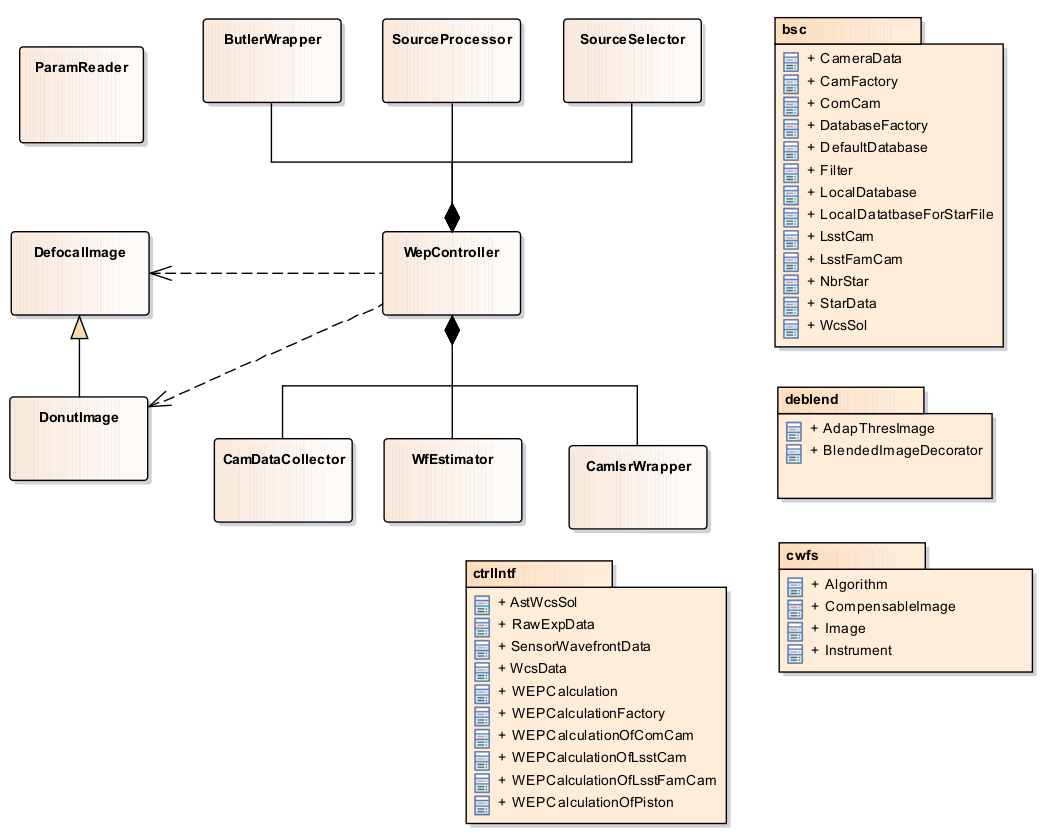 ParamReader
ButlerWrapper
SourceProcessor
SourceSelector
DefocalImage
WepController
DonutImage
CamDataCollector
WfEstimator
CamIsrWrapper
bsc
+ CameraData
+ CamFactory
+ ComCam
+ DatabaseFactory
+ DefaultDatabase
+ Filter
+ LocalDatabase
+ LocalDatatbaseForStarFile
+ LsstCam
+ LsstFamCam
+ NbrStar
+ StarData
+ WcsSol
deblend
+ AdapThresImage
+ BlendedImageDecorator
cwfs
+ Algorithm
+ CompensableImage
+ Image
+ Instrument
ctrlIntf
+ AstWcsSol
+ RawExpData
+ SensorWavefrontData
+ WcsData
+ WEPCalculation
+ WEPCalculationFactory
+ WEPCalculationOfComCam
+ WEPCalculationOfLsstCam
+ WEPCalculationOfLsstFamCam
+ WEPCalculationOfPiston